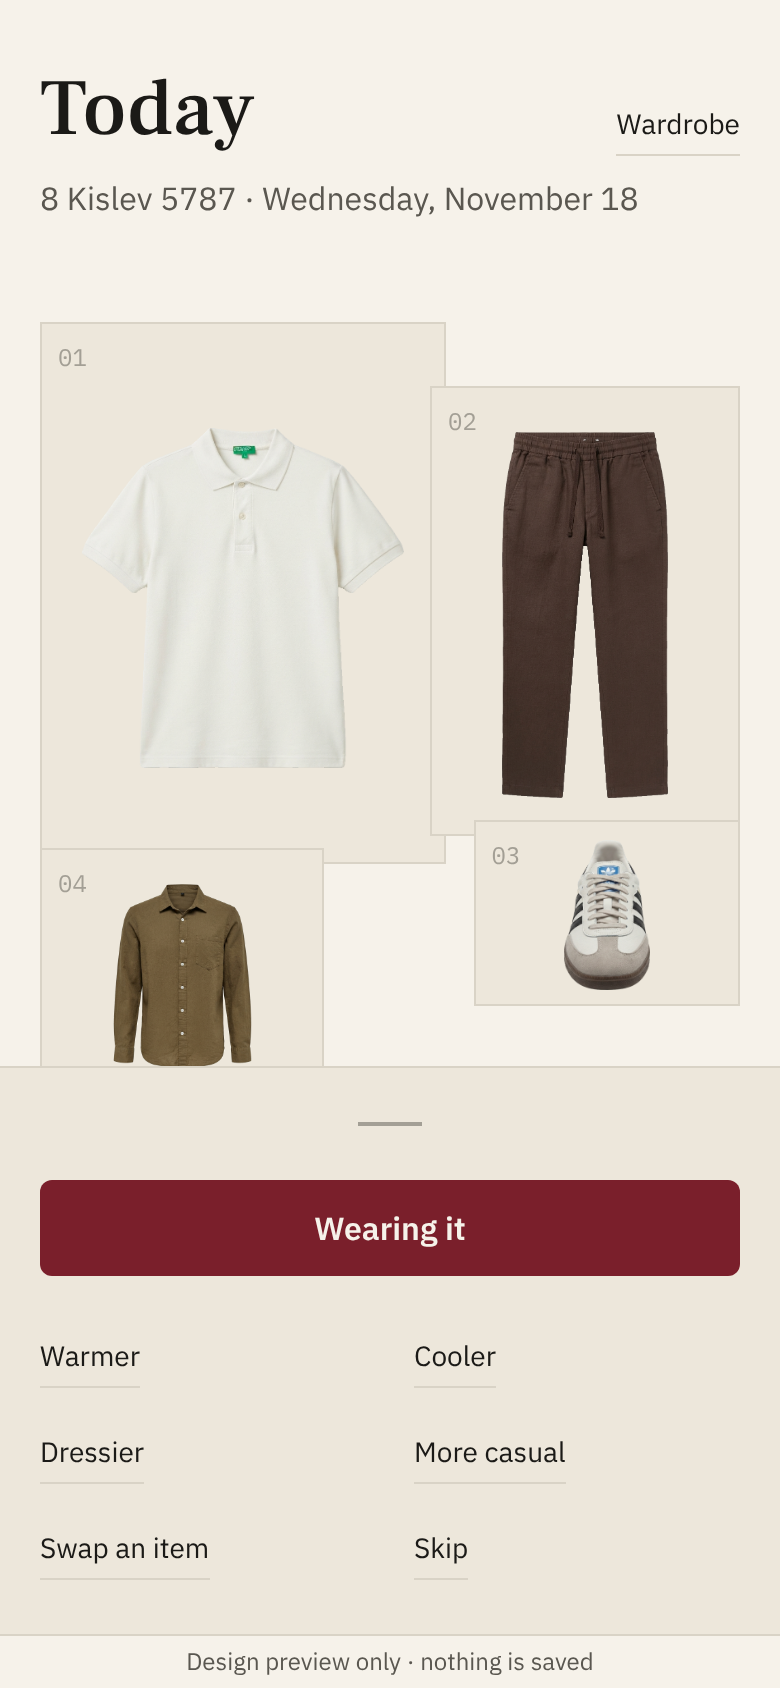 Today
Wardrobe
8 Kislev 5787 · Wednesday, November 18
01
02
03
04
Wearing it
Warmer
Cooler
Dressier
More casual
Swap an item
Skip
Design preview only · nothing is saved